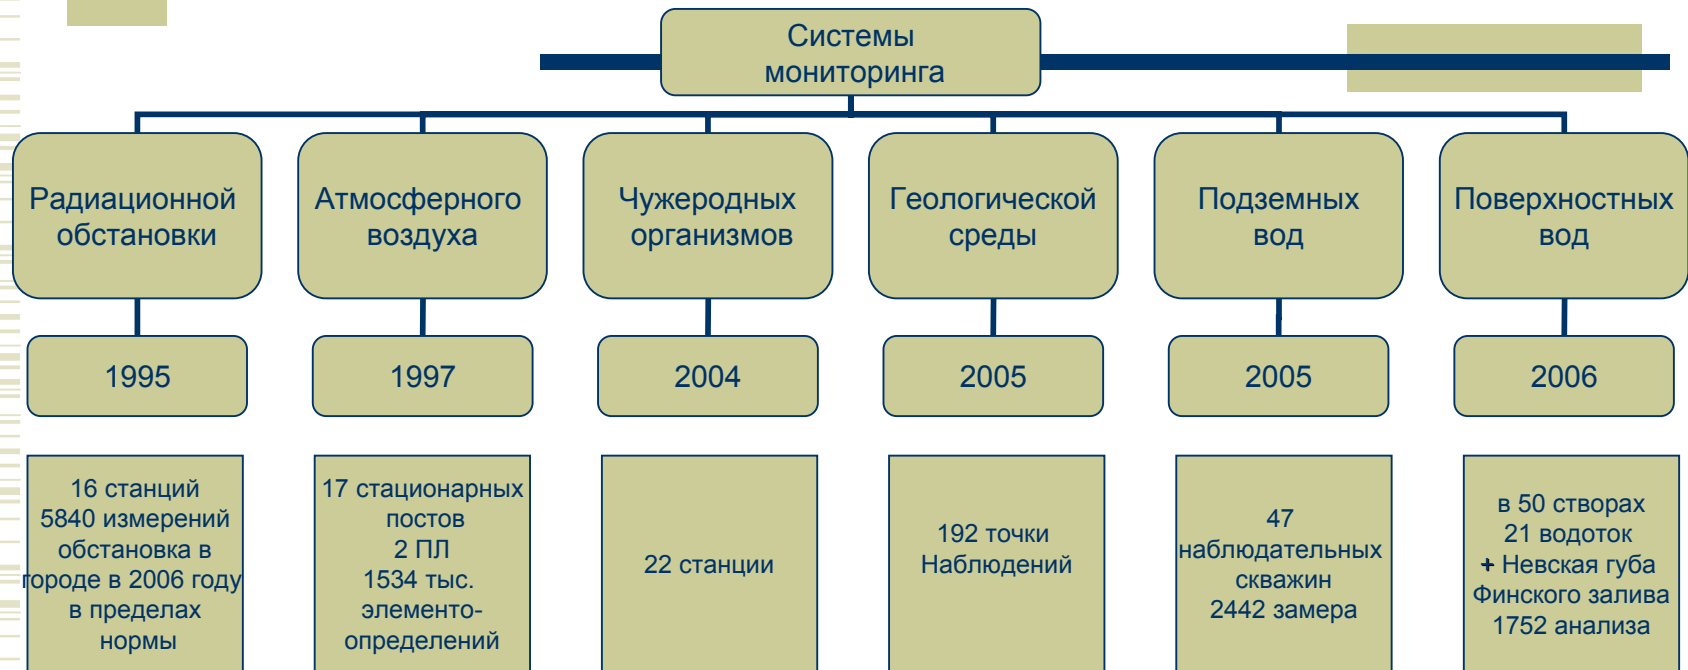 Системы
мониторинга
Радиационной
обстановки
Атмосферного
воздуха
Чужеродных
организмов
Геологической
среды
Подземных
вод
Поверхностных
вод
1995
1997
2004
2005
2005
2006
16 станций
5840 измерений
обстановка в
городе в 2006 году
в пределах
нормы
17 стационарных
постов
2 ПЛ
1534 тыс.
элементо-
определений
22 станции
192 точки
Наблюдений
47
наблюдательных
скважин
2442 замера
в 50 створах
21 водоток
+ Невская губа
Финского залива
1752 анализа